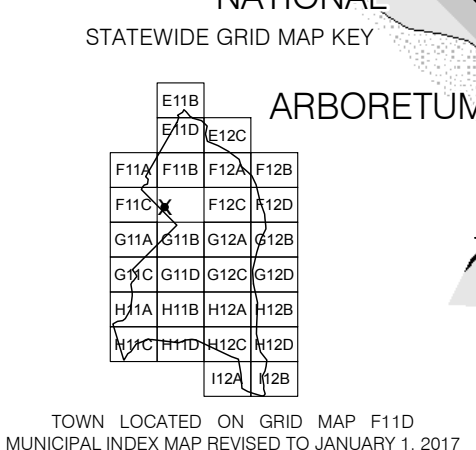 NATIONAL
STATEWIDE GRID MAP KEY
ARBORETUM
E11B
E11D E12C
F11A F11B F12A F12B
F11C F12C F12D
G11A G11B G12A G12B
G11C G11D G12C G12D
H11A H11B H12A H12B
H11C H11D H12C H12D
I12A I12B
TOWN LOCATED ON GRID MAP F11D
MUNICIPAL INDEX MAP REVISED TO JANUARY 1, 2017